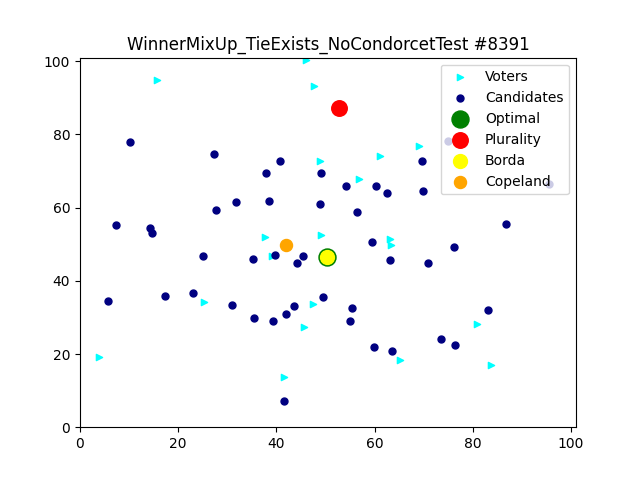 WinnerMixUp_TieExists_NoCondorcetTest #8391
100
80
60
40
20
0
0 20 40 60 80 100
Voters
Candidates
Optimal
Plurality
Borda
Copeland